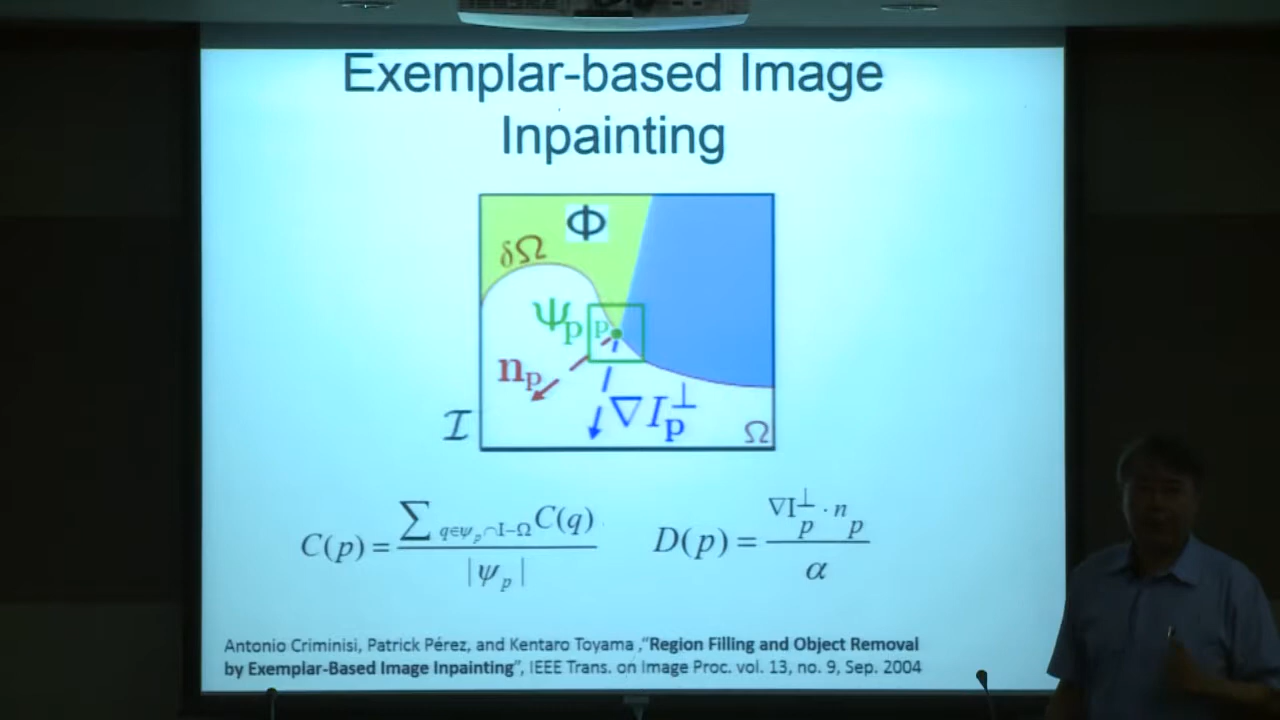 Exemplar-based Image
Inpainting
Φ
δΩ
Ψp
p
np
∇I⊥p
I
Ω
C(p) = ∑ q∈ψp∩I−Ω C(q) / |ψp|
D(p) = ∇I⊥p · np / α
Antonio Criminisi, Patrick Pérez, and Kentaro Toyama ,“Region Filling and Object Removal
by Exemplar-Based Image Inpainting”, IEEE Trans. on Image Proc. vol. 13, no. 9, Sep. 2004